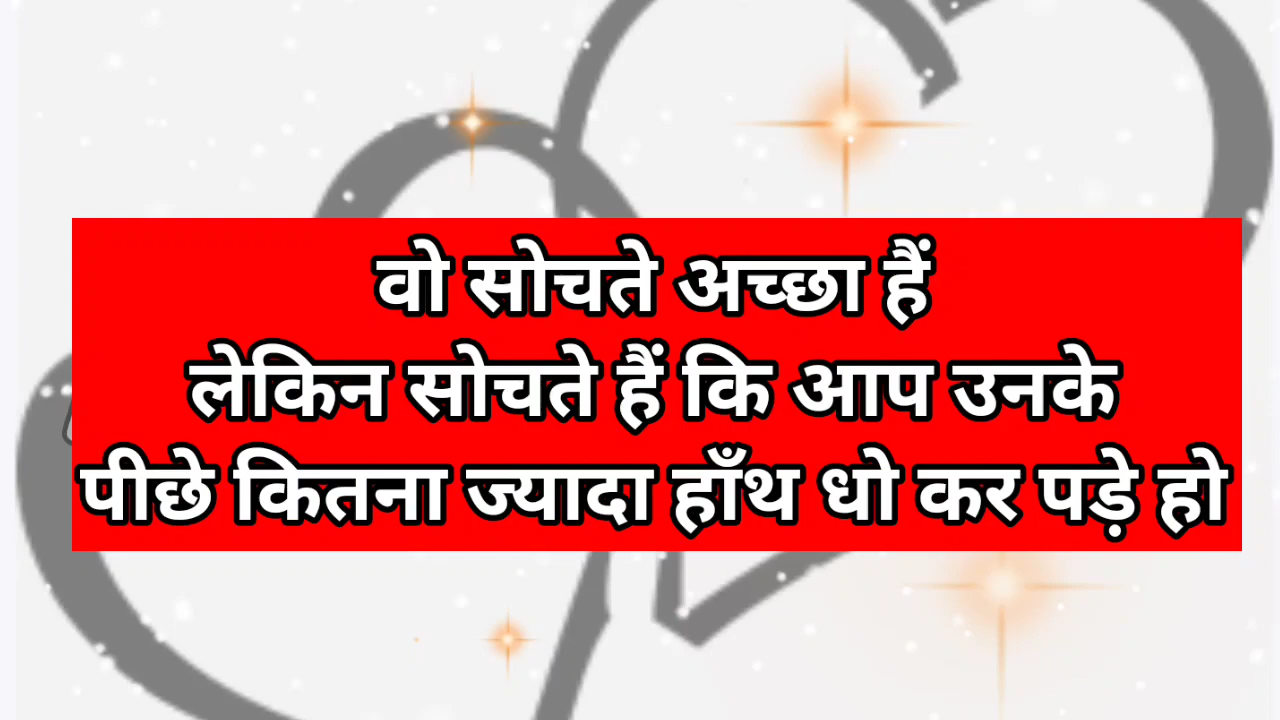 वो सोचते अच्छा हैं
लेकिन सोचते हैं कि आप उनके
पीछे कितना ज्यादा हाँथ धो कर पड़े हो